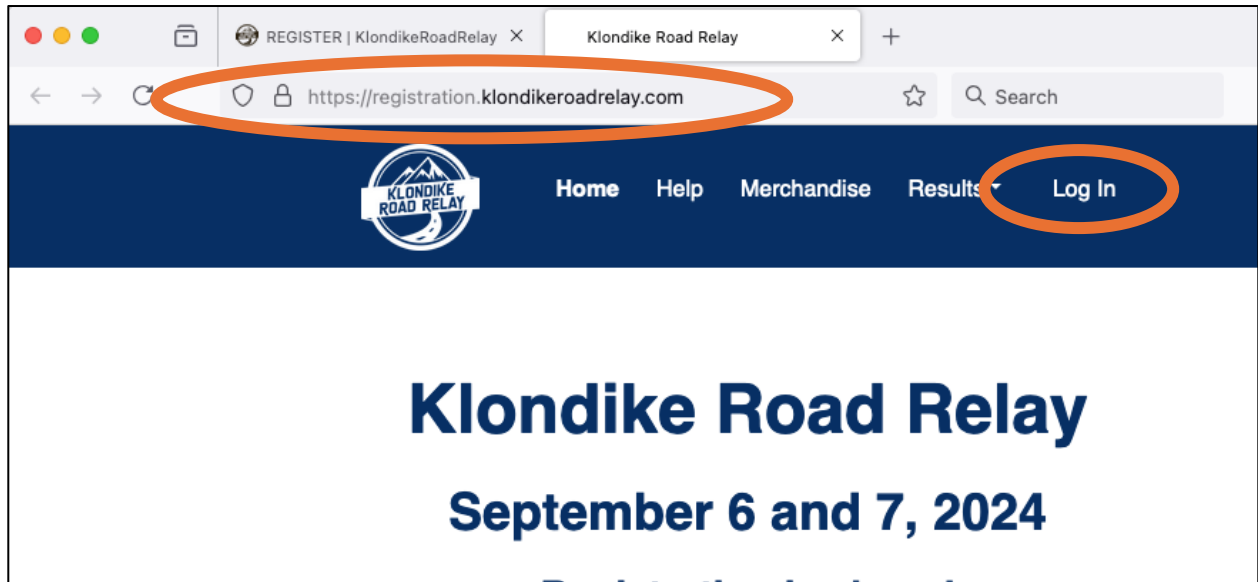 REGISTER | KlondikeRoadRelay
Klondike Road Relay
https://registration.klondikeroadrelay.com
Search
KLONDIKE
ROAD RELAY
Home Help Merchandise Results Log In
Klondike Road Relay
September 6 and 7, 2024